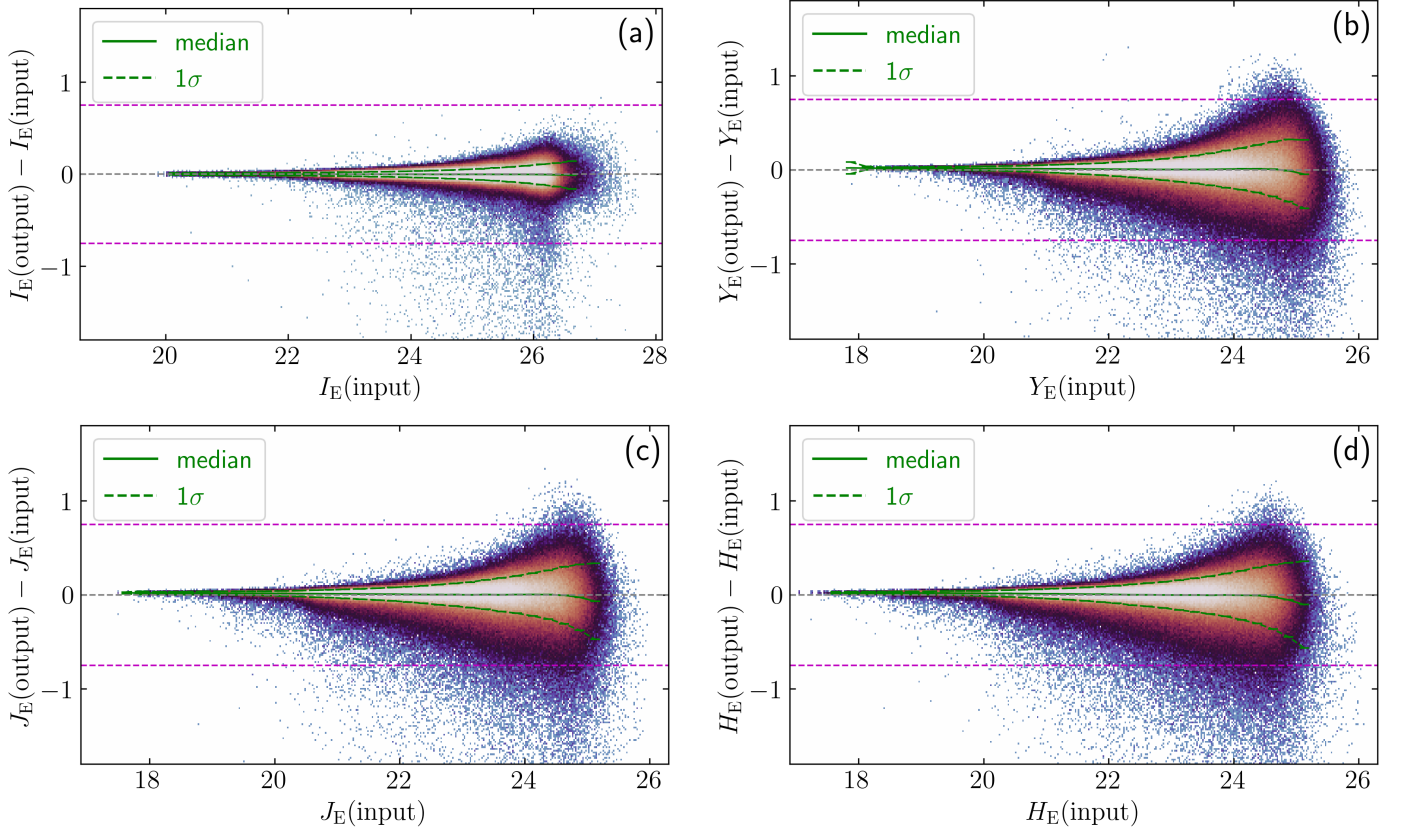 (a)
median
1σ
I_E(output) − I_E(input)
1
0
−1
20 22 24 26 28
I_E(input)
(b)
median
1σ
Y_E(output) − Y_E(input)
1
0
−1
18 20 22 24 26
Y_E(input)
(c)
median
1σ
J_E(output) − J_E(input)
1
0
−1
18 20 22 24 26
J_E(input)
(d)
median
1σ
H_E(output) − H_E(input)
1
0
−1
18 20 22 24 26
H_E(input)